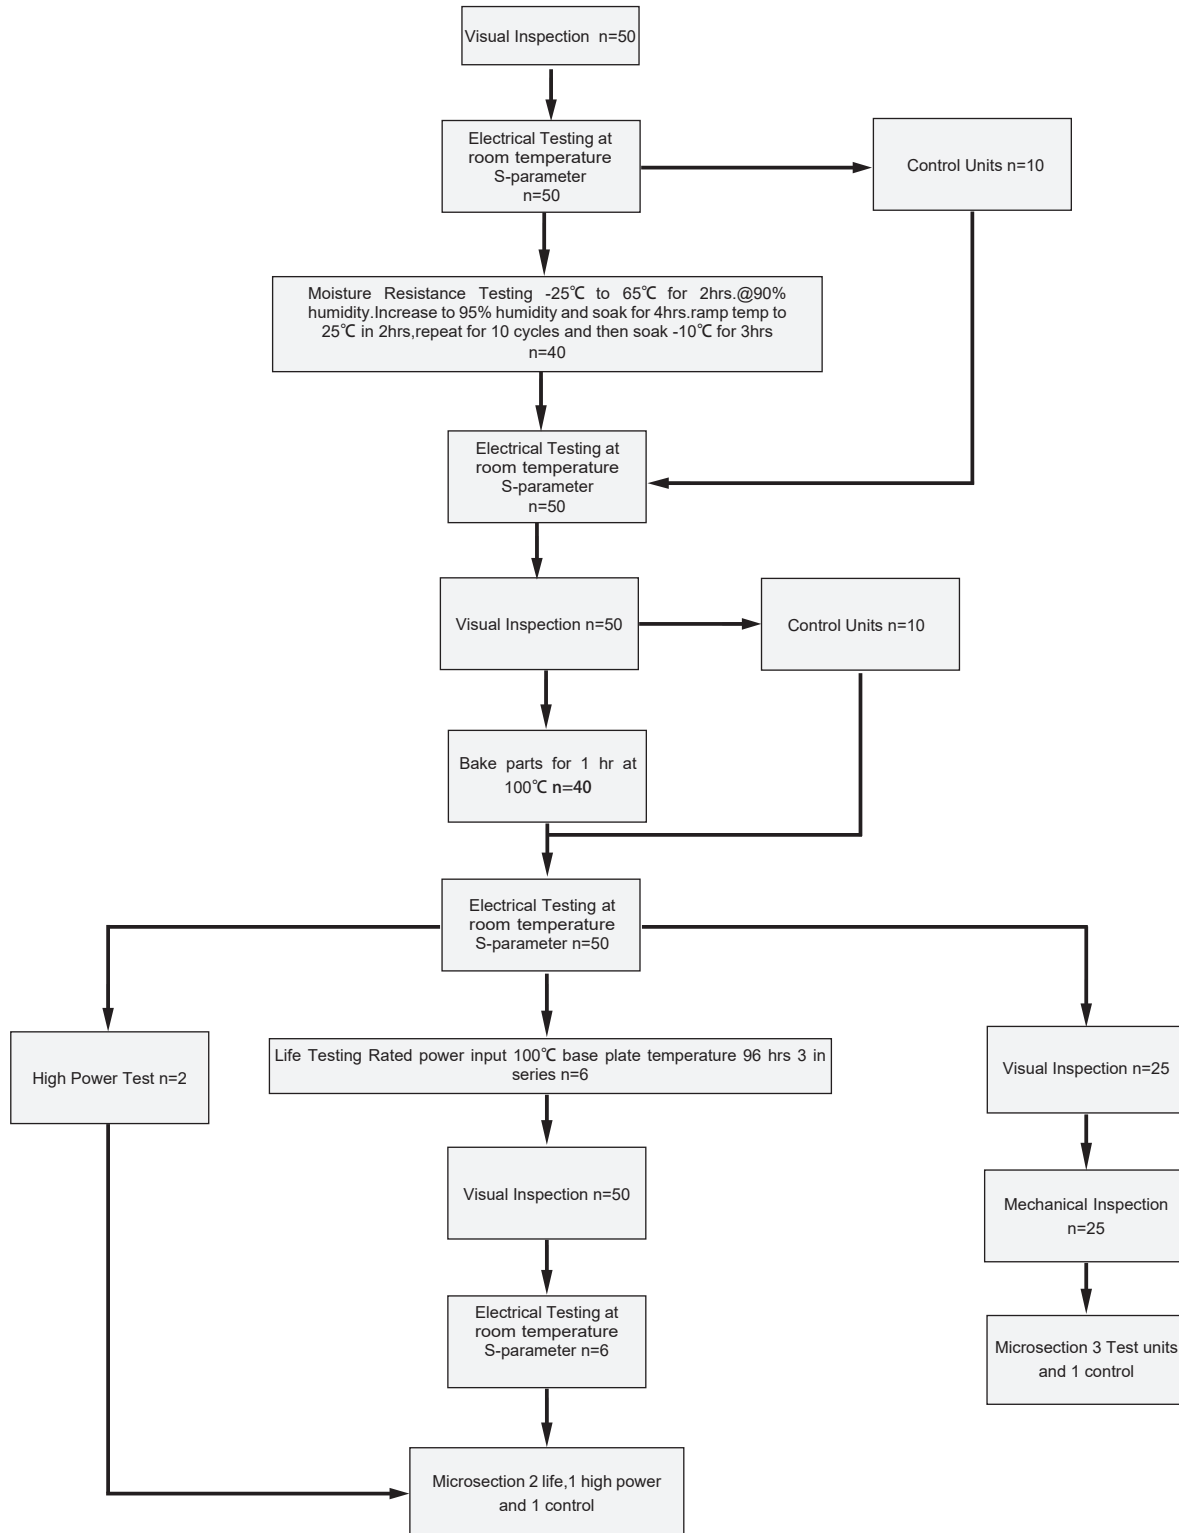 Visual Inspection n=50
Electrical Testing at
room temperature
S-parameter
n=50
Control Units n=10
Moisture Resistance Testing -25℃ to 65℃ for 2hrs.@90%
humidity.Increase to 95% humidity and soak for 4hrs.ramp temp to
25℃ in 2hrs,repeat for 10 cycles and then soak -10℃ for 3hrs
n=40
Electrical Testing at
room temperature
S-parameter
n=50
Visual Inspection n=50
Control Units n=10
Bake parts for 1 hr at
100℃ n=40
Electrical Testing at
room temperature
S-parameter n=50
High Power Test n=2
Life Testing Rated power input 100℃ base plate temperature 96 hrs 3 in
series n=6
Visual Inspection n=25
Visual Inspection n=50
Mechanical Inspection
n=25
Electrical Testing at
room temperature
S-parameter n=6
Microsection 3 Test units
and 1 control
Microsection 2 life,1 high power
and 1 control